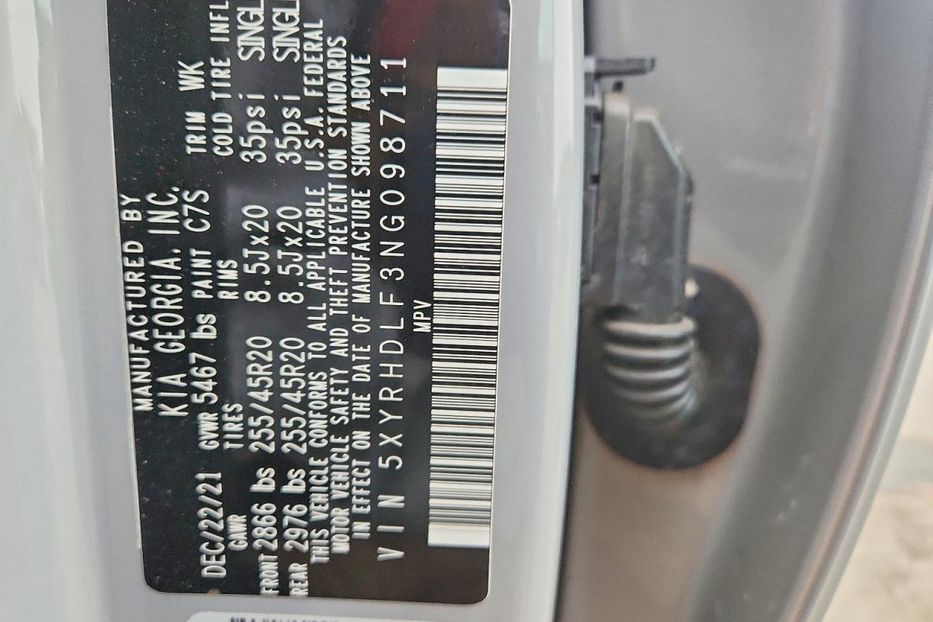 MANUFACTURED BY
KIA GEORGIA, INC.
DEC/22/21 GVWR 5467 lbs PAINT C7S TRIM WK
GAWR TIRES RIMS COLD TIRE INFL
FRONT 2866 lbs 255/45R20 8.5Jx20 35psi SINGL
REAR 2976 lbs 255/45R20 8.5Jx20 35psi SINGL
THIS VEHICLE CONFORMS TO ALL APPLICABLE U.S.A. FEDERAL
MOTOR VEHICLE SAFETY AND THEFT PREVENTION STANDARDS
IN EFFECT ON THE DATE OF MANUFACTURE SHOWN ABOVE
VIN 5XYRHDLF3NG098711
MPV